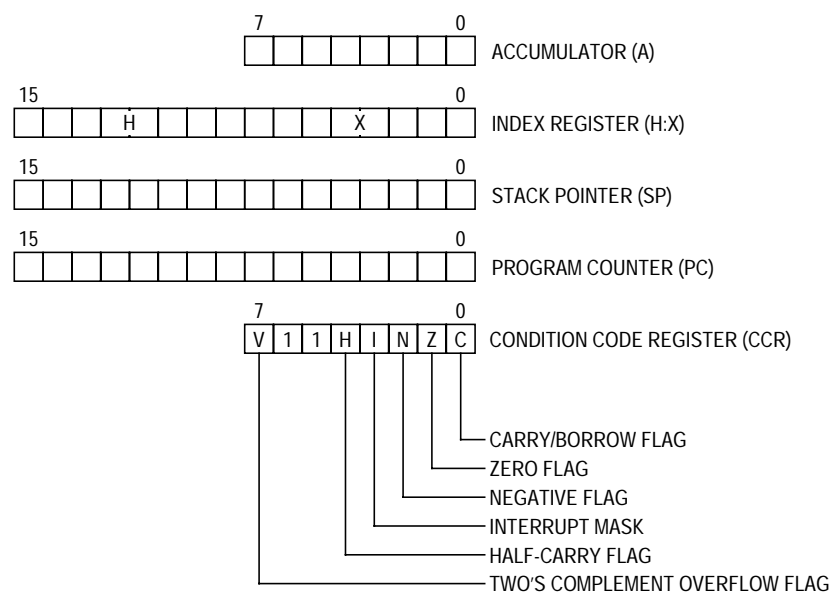 7 0
ACCUMULATOR (A)
15 0
H X INDEX REGISTER (H:X)
15 0
STACK POINTER (SP)
15 0
PROGRAM COUNTER (PC)
7 0
V 1 1 H I N Z C CONDITION CODE REGISTER (CCR)
CARRY/BORROW FLAG
ZERO FLAG
NEGATIVE FLAG
INTERRUPT MASK
HALF-CARRY FLAG
TWO'S COMPLEMENT OVERFLOW FLAG